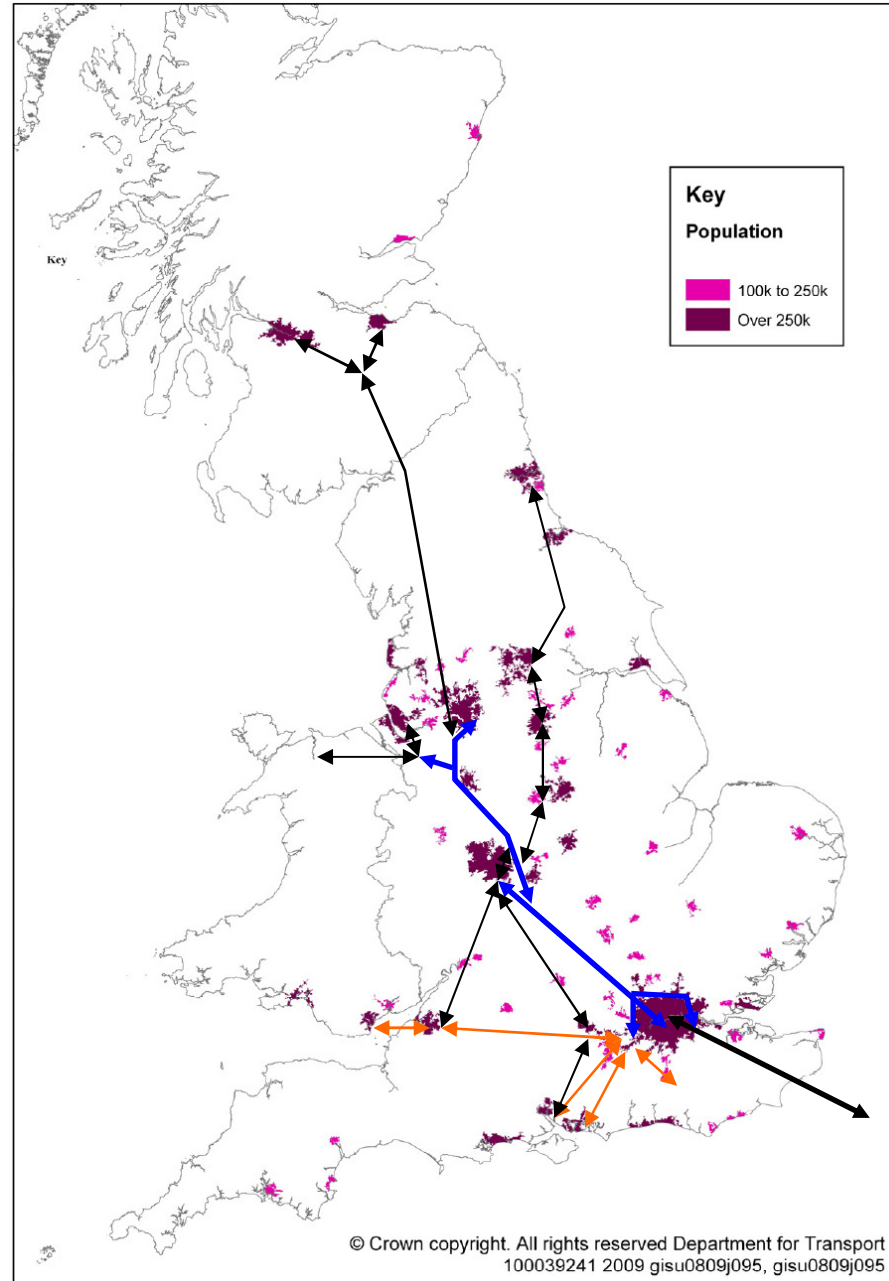 Key
Population
100k to 250k
Over 250k
Key
© Crown copyright. All rights reserved Department for Transport
100039241 2009 gisu0809j095, gisu0809j095